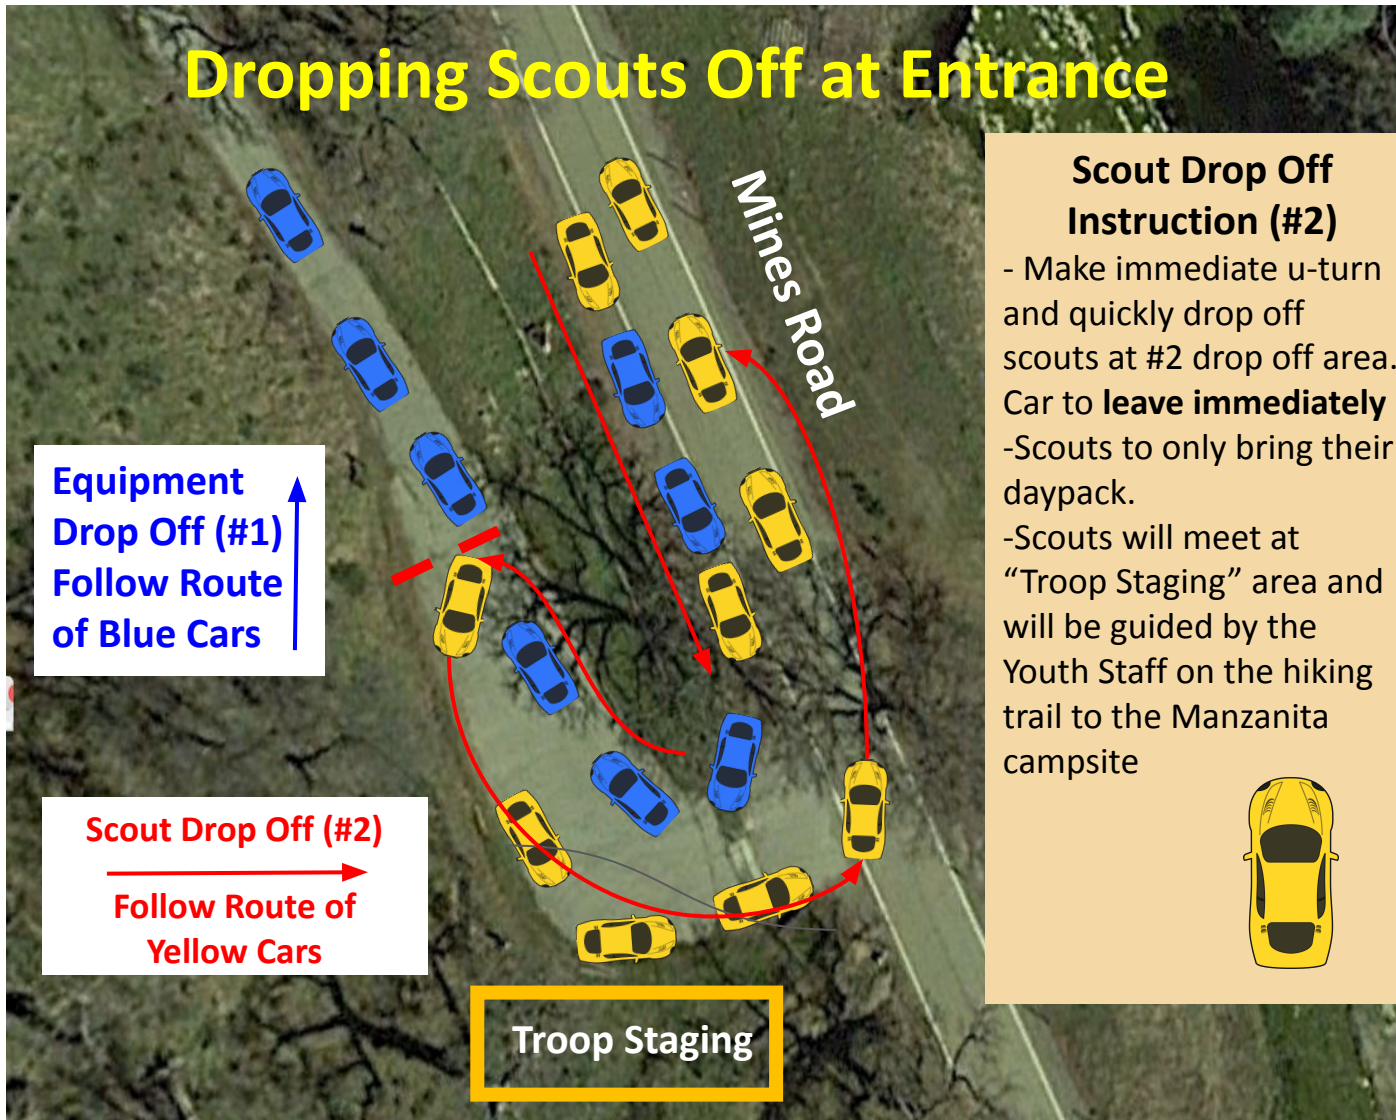 Dropping Scouts Off at Entrance
Mines Road
Scout Drop Off
Instruction (#2)
- Make immediate u-turn
and quickly drop off
scouts at #2 drop off area.
Car to leave immediately
-Scouts to only bring their
daypack.
-Scouts will meet at
“Troop Staging” area and
will be guided by the
Youth Staff on the hiking
trail to the Manzanita
campsite
Equipment
Drop Off (#1)
Follow Route
of Blue Cars
Scout Drop Off (#2)
Follow Route of
Yellow Cars
Troop Staging